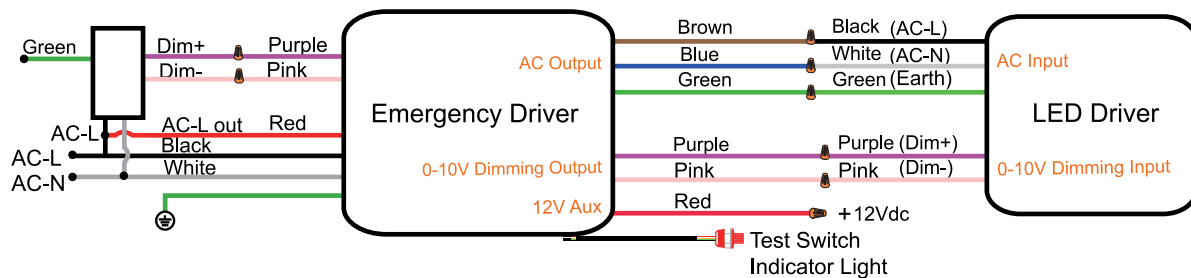 Green
Dim+
Purple
Dim-
Pink
AC-L
AC-L out
Red
AC-L
Black
AC-N
White
Emergency Driver
AC Output
0-10V Dimming Output
12V Aux
Brown
Black (AC-L)
Blue
White (AC-N)
Green
Green (Earth)
Purple
Purple (Dim+)
Pink
Pink (Dim-)
Red
+12Vdc
Test Switch
Indicator Light
AC Input
LED Driver
0-10V Dimming Input